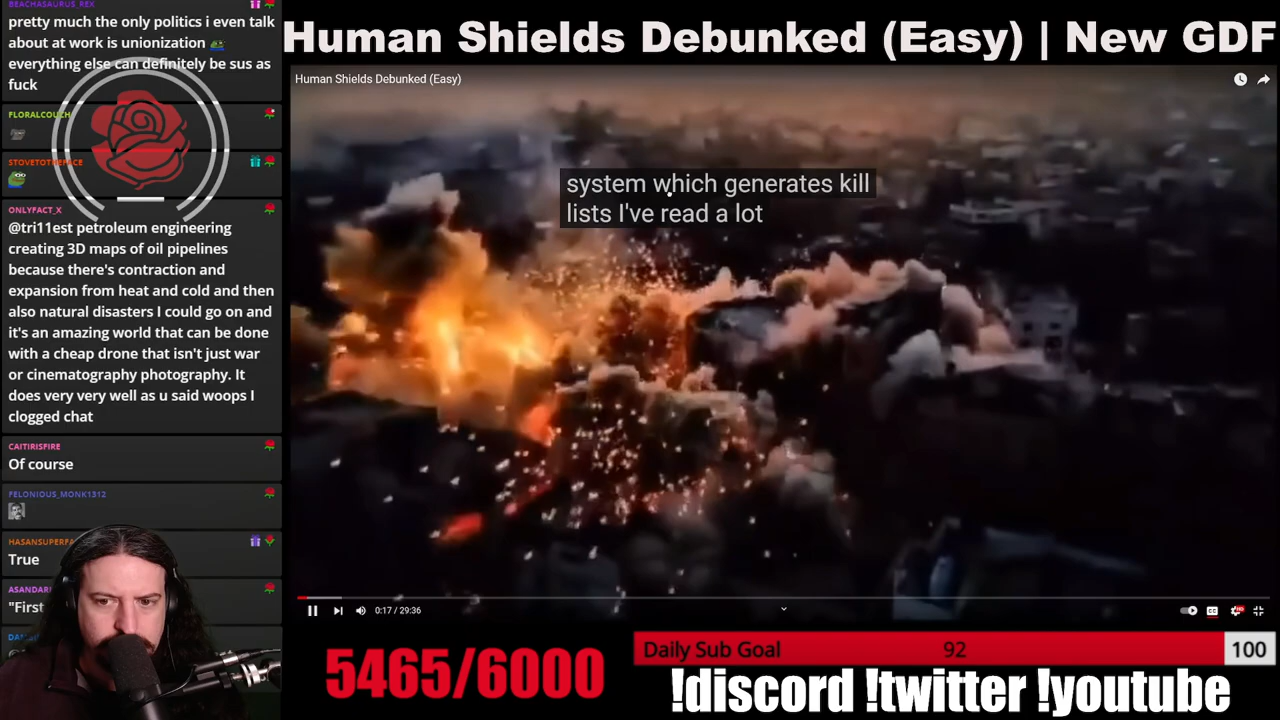 BEACHASAURUS_REX
pretty much the only politics i even talk
about at work is unionization
everything else can definitely be sus as
fuck
FLORALCOUCH
STOVETOTHEFACE
ONLYFACT_X
@tri11est petroleum engineering
creating 3D maps of oil pipelines
because there's contraction and
expansion from heat and cold and then
also natural disasters I could go on and
it's an amazing world that can be done
with a cheap drone that isn't just war
or cinematography photography. It
does very very well as u said woops I
clogged chat
CAITIRISFIRE
Of course
FELONIOUS_MONK1312
True
"First
Human Shields Debunked (Easy) | New GDF
Human Shields Debunked (Easy)
system which generates kill
lists I've read a lot
0:17 / 29:36
5465/6000
Daily Sub Goal 92 100
!discord !twitter !youtube